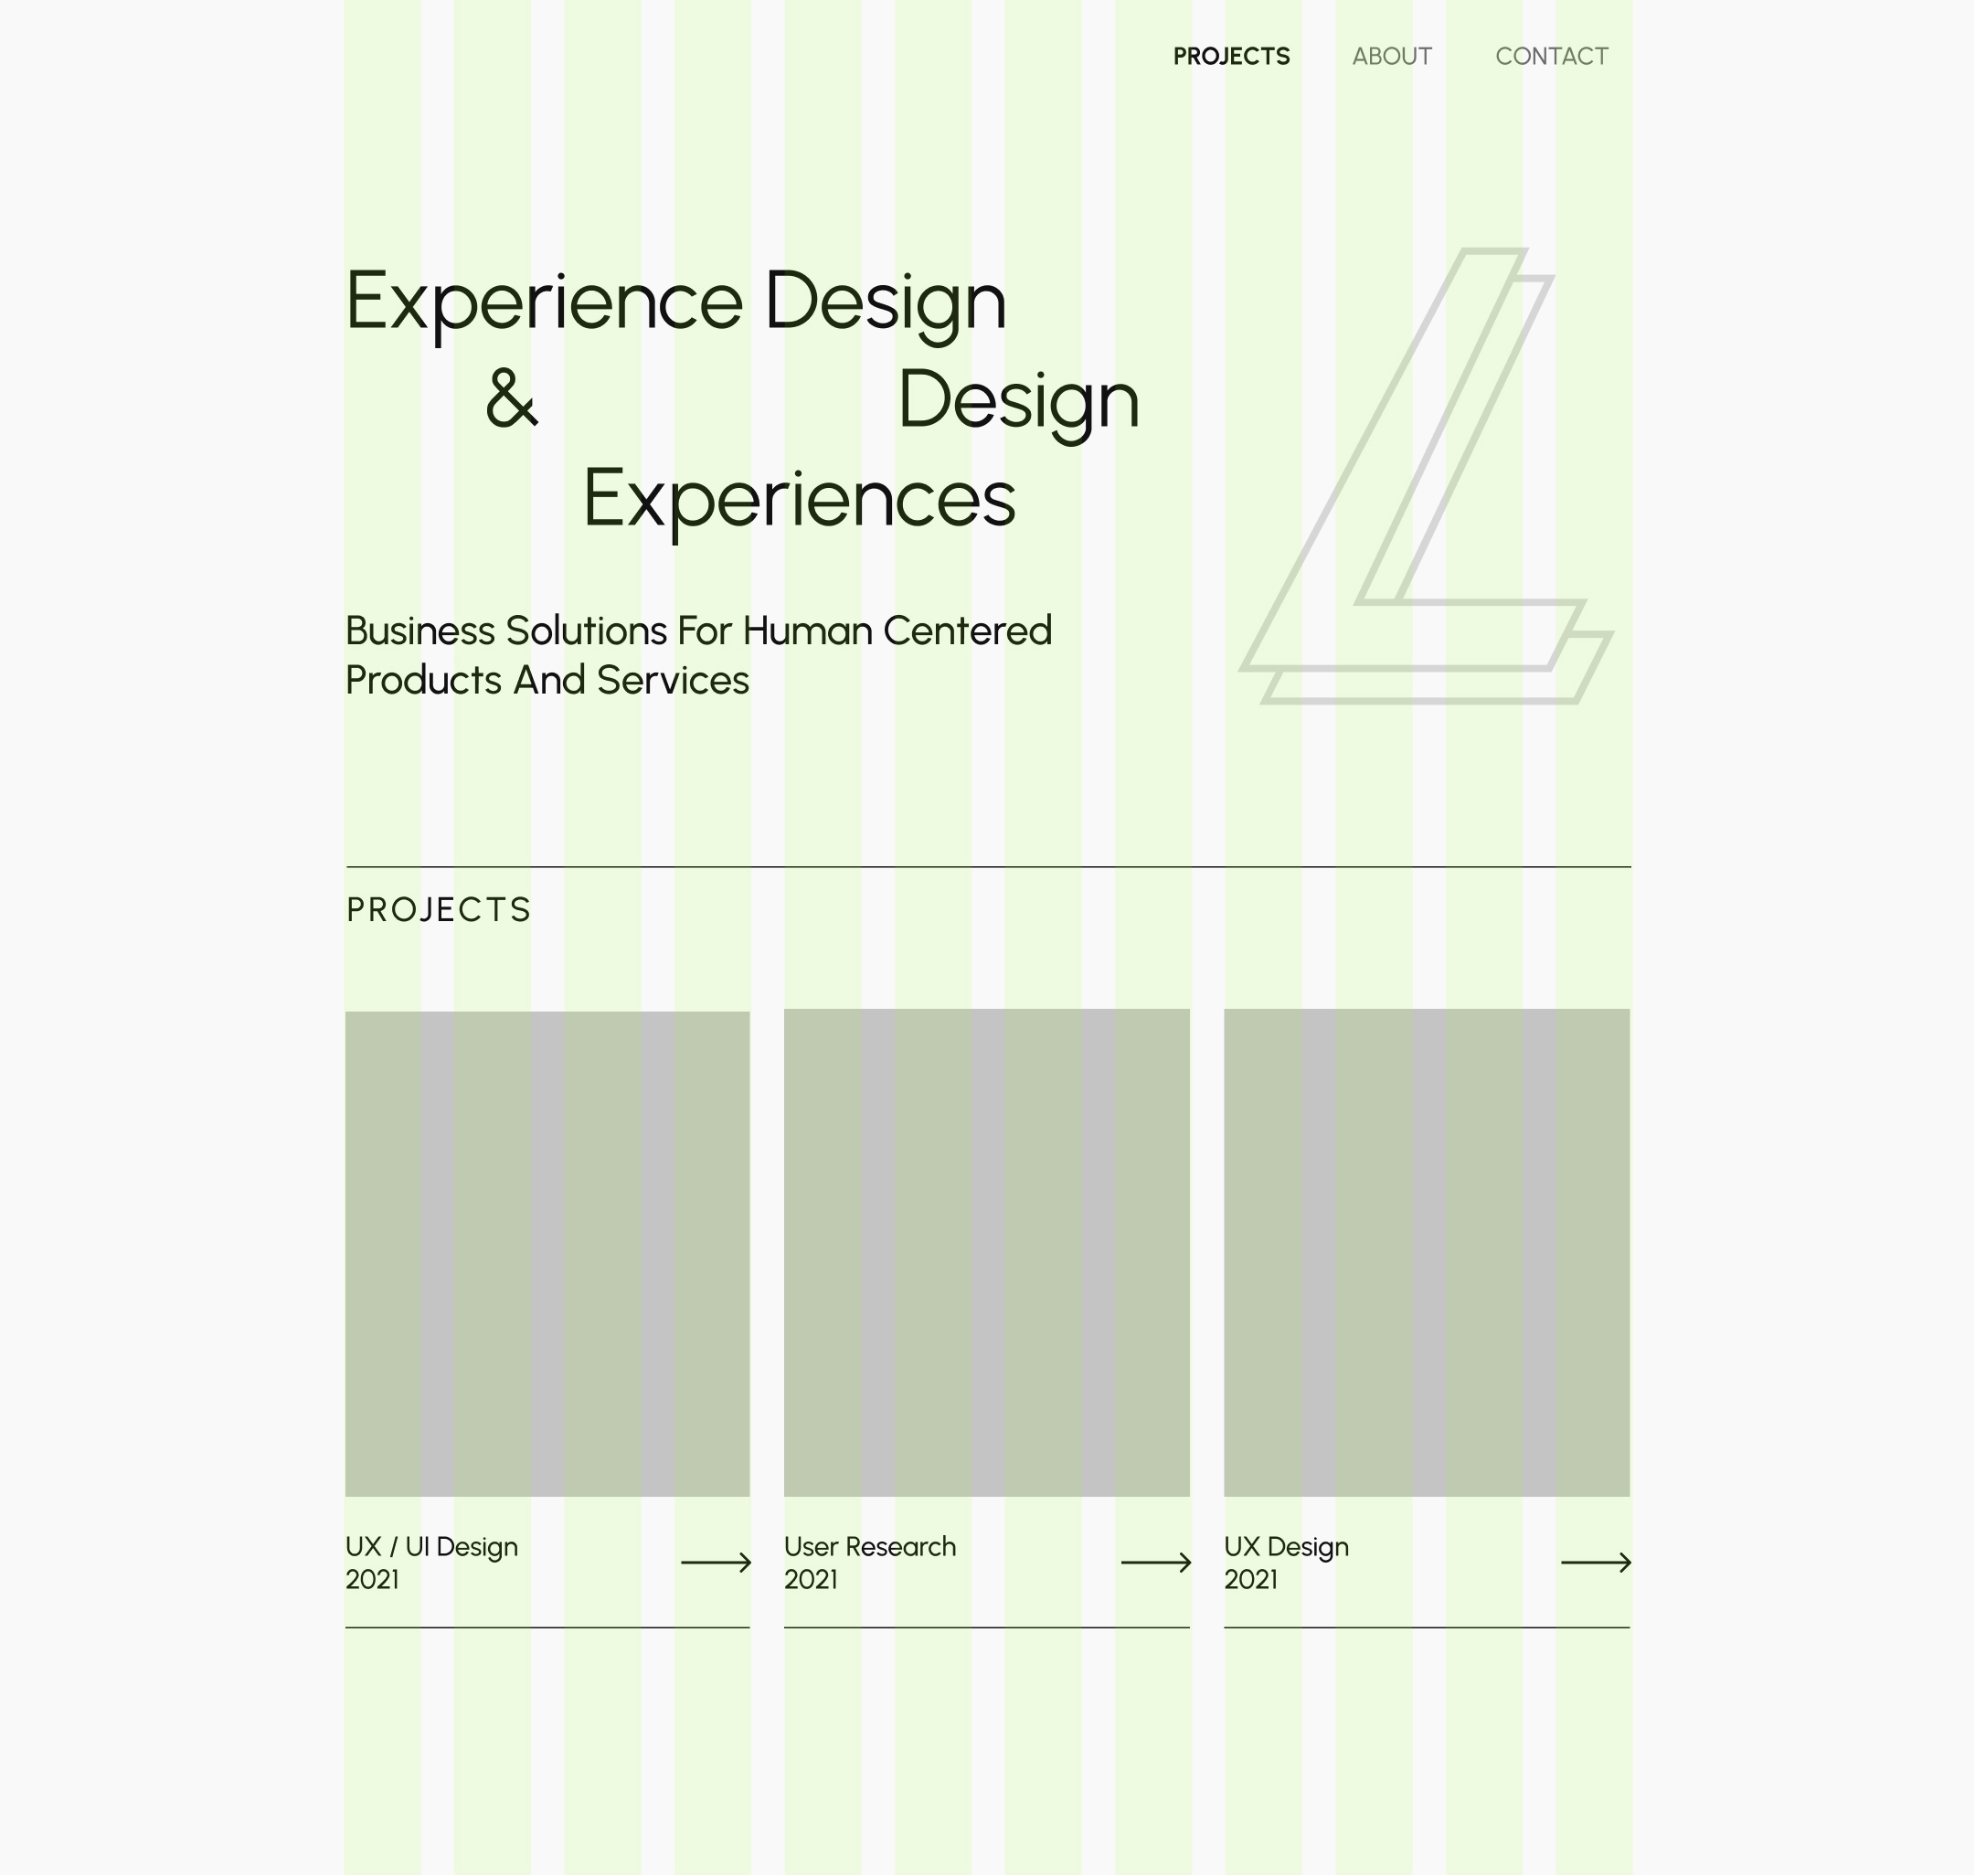 PROJECTS ABOUT CONTACT
Experience Design
& Design
Experiences
Business Solutions For Human Centered
Products And Services
PROJECTS
UX / UI Design
2021
User Research
2021
UX Design
2021